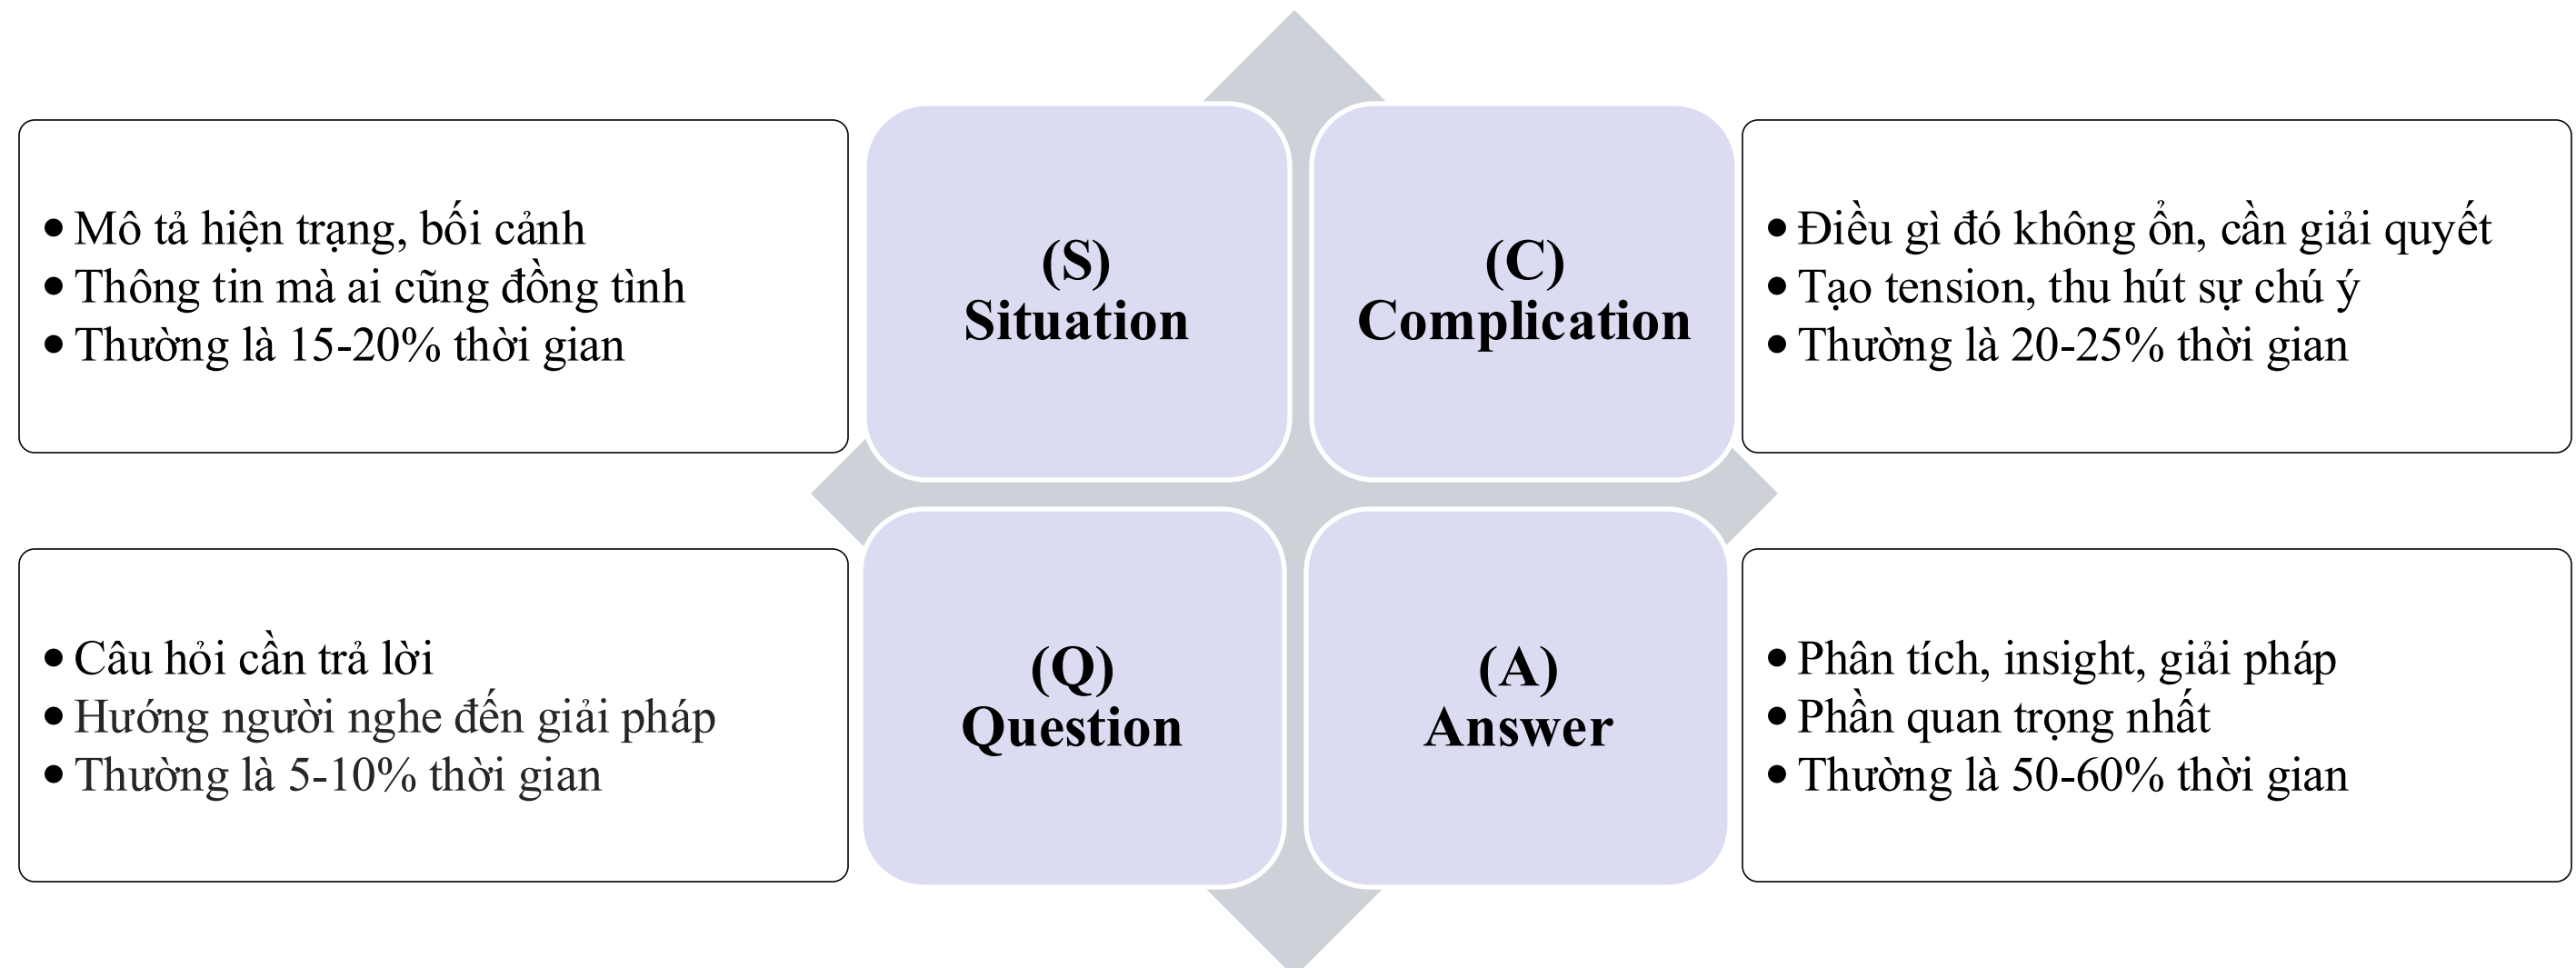 • Mô tả hiện trạng, bối cảnh
• Thông tin mà ai cũng đồng tình
• Thường là 15-20% thời gian
(S)
Situation
(C)
Complication
• Điều gì đó không ổn, cần giải quyết
• Tạo tension, thu hút sự chú ý
• Thường là 20-25% thời gian
• Câu hỏi cần trả lời
• Hướng người nghe đến giải pháp
• Thường là 5-10% thời gian
(Q)
Question
(A)
Answer
• Phân tích, insight, giải pháp
• Phần quan trọng nhất
• Thường là 50-60% thời gian